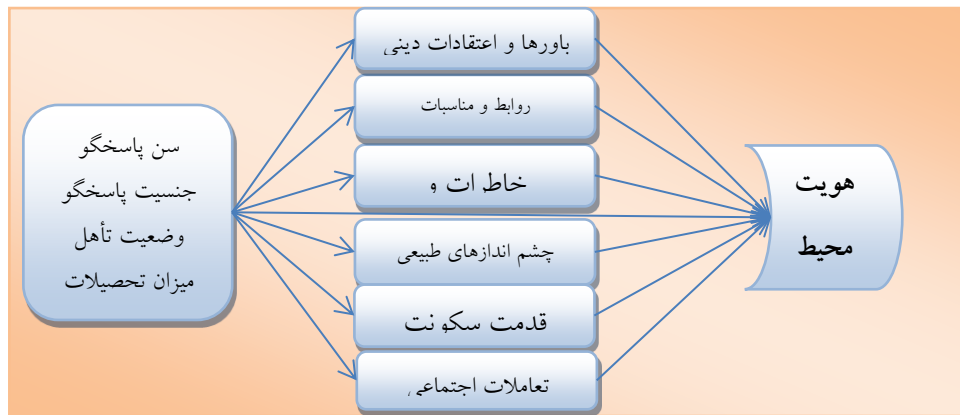 باورها و اعتقادات دینی
روابط و مناسبات
خاطرات و
چشم اندازهای طبیعی
قدمت سکونت
تعاملات اجتماعی
سن پاسخگو
جنسیت پاسخگو
وضعیت تأهل
میزان تحصیلات
هویت
محیط